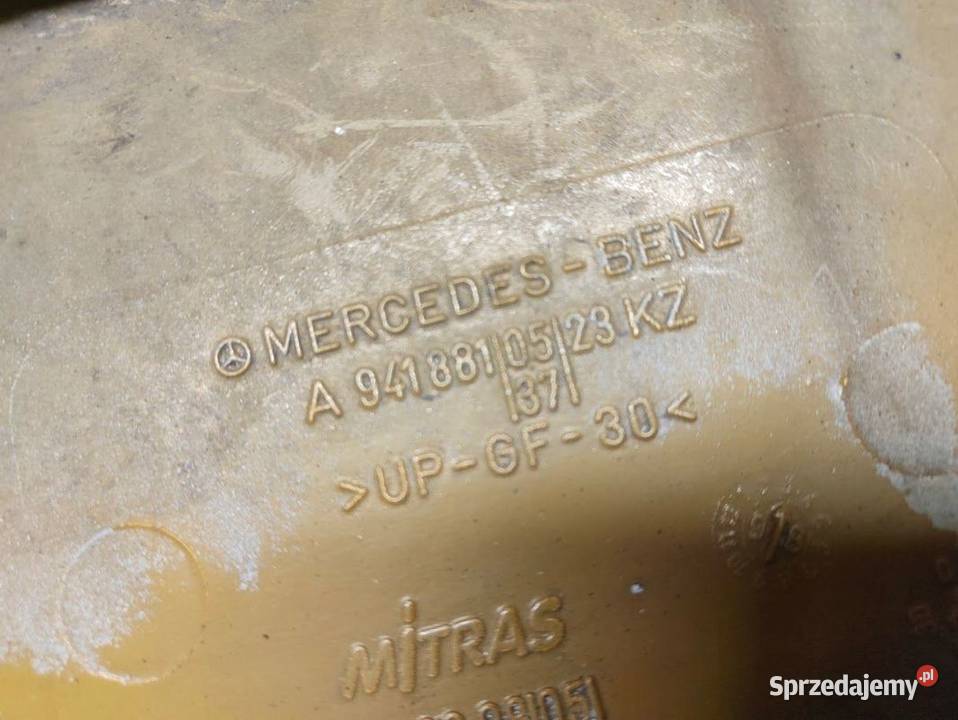 MERCEDES-BENZ
A 941 881 |05| 23 KZ
|37|
>UP-GF-30<
MiTRAS
Sprzedajemy.pl